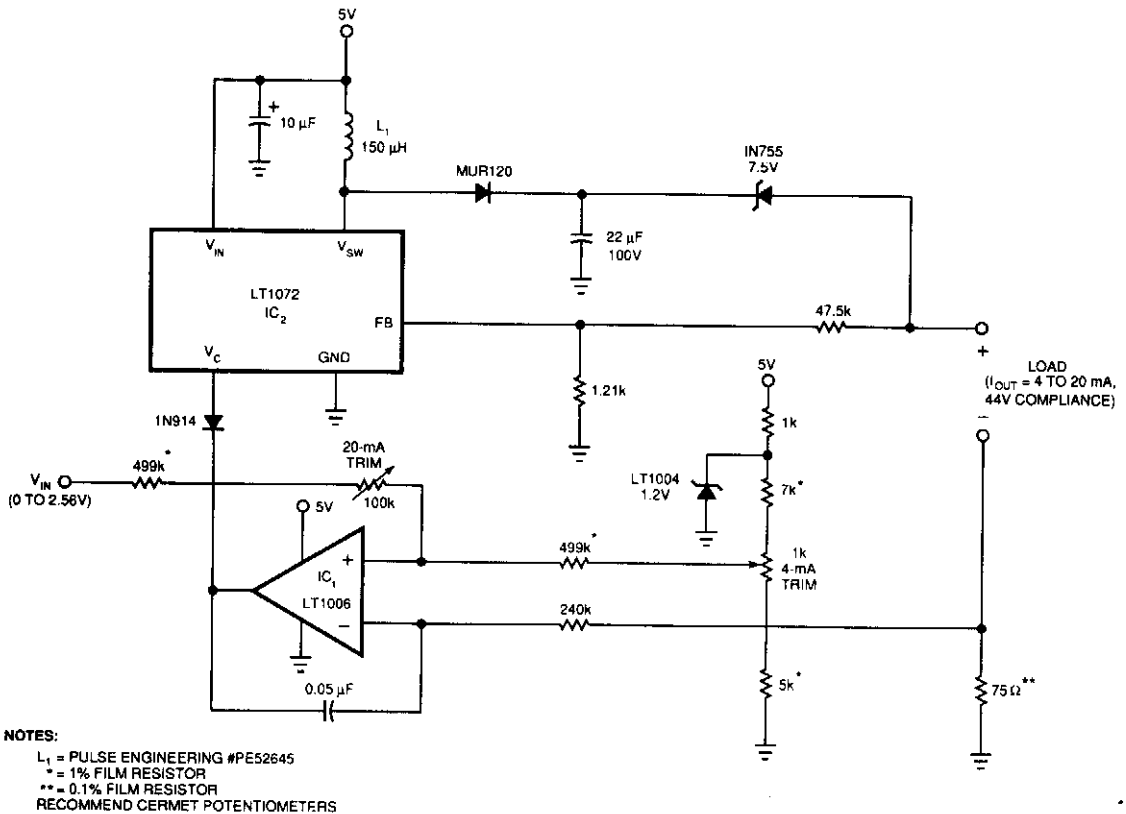 5V
+
10 µF
L1
150 µH
MUR120
IN755
7.5V
22 µF
100V
VIN
VSW
LT1072
IC2
FB
VC
GND
47.5k
1.21k
+
LOAD
(IOUT = 4 TO 20 mA,
44V COMPLIANCE)
−
5V
1k
LT1004
1.2V
7k*
1k
4-mA
TRIM
5k*
1N914
VIN
(0 TO 2.56V)
499k*
20-mA
TRIM
100k
5V
+
IC1
LT1006
−
499k*
240k
0.05 µF
75Ω**
NOTES:
L1 = PULSE ENGINEERING #PE52645
* = 1% FILM RESISTOR
** = 0.1% FILM RESISTOR
RECOMMEND CERMET POTENTIOMETERS